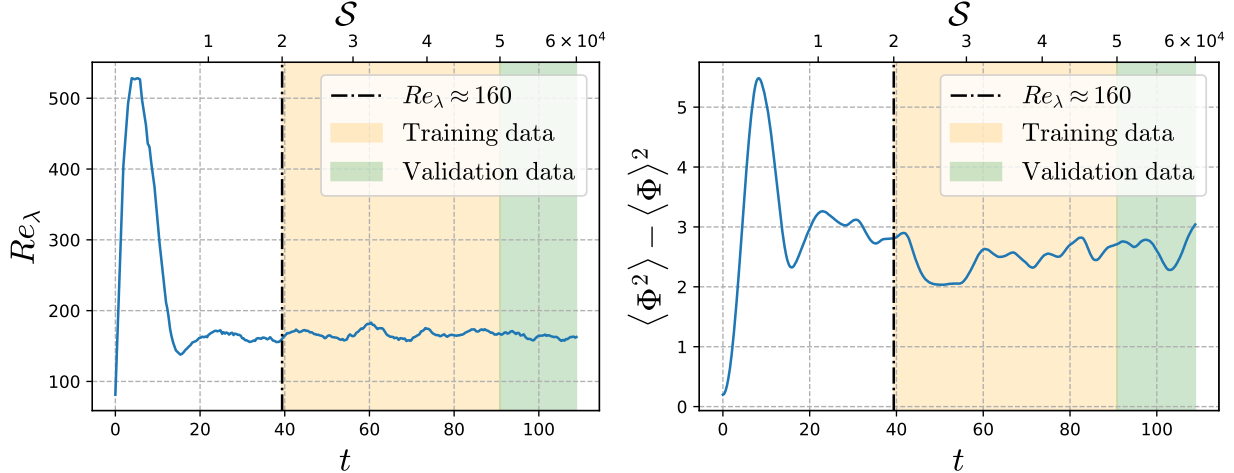 𝒮
1 2 3 4 5 6 × 10⁴
500
400
300
200
100
Re_λ
Re_λ ≈ 160
Training data
Validation data
0 20 40 60 80 100
t
𝒮
1 2 3 4 5 6 × 10⁴
5
4
3
2
1
0
⟨Φ²⟩ − ⟨Φ⟩²
Re_λ ≈ 160
Training data
Validation data
0 20 40 60 80 100
t